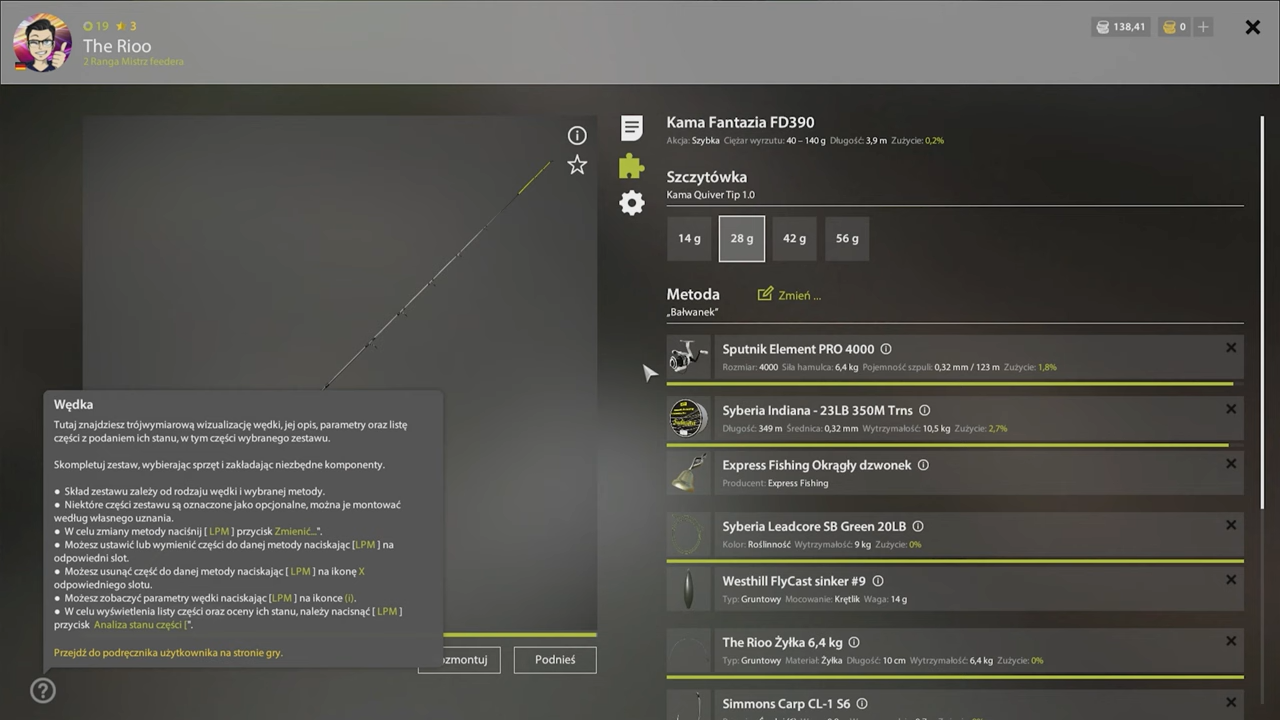 19 3
The Rioo
2 Ranga Mistrz feedera
138,41
0
Kama Fantazia FD390
Akcja: Szybka Ciężar wyrzutu: 40 – 140 g Długość: 3,9 m Zużycie: 0,2%
Szczytówka
Kama Quiver Tip 1.0
14 g
28 g
42 g
56 g
Metoda
Zmień ...
„Bałwanek”
Sputnik Element PRO 4000
Rozmiar: 4000 Siła hamulca: 6,4 kg Pojemność szpuli: 0,32 mm / 123 m Zużycie: 1,8%
Syberia Indiana - 23LB 350M Trns
Długość: 349 m Średnica: 0,32 mm Wytrzymałość: 10,5 kg Zużycie: 2,7%
Express Fishing Okrągły dzwonek
Producent: Express Fishing
Syberia Leadcore SB Green 20LB
Kolor: Roślinność Wytrzymałość: 9 kg Zużycie: 0%
Westhill FlyCast sinker #9
Typ: Gruntowy Mocowanie: Krętlik Waga: 14 g
The Rioo Żyłka 6,4 kg
Typ: Gruntowy Materiał: Żyłka Długość: 10 cm Wytrzymałość: 6,4 kg Zużycie: 0%
Simmons Carp CL-1 S6
Wędka
Tutaj znajdziesz trójwymiarową wizualizację wędki, jej opis, parametry oraz listę
części z podaniem ich stanu, w tym części wybranego zestawu.
Skompletuj zestaw, wybierając sprzęt i zakładając niezbędne komponenty.
● Skład zestawu zależy od rodzaju wędki i wybranej metody.
● Niektóre części zestawu są oznaczone jako opcjonalne, można je montować
według własnego uznania.
● W celu zmiany metody naciśnij [ LPM ] przycisk Zmienić...".
● Możesz ustawić lub wymienić części do danej metody naciskając [LPM ] na
odpowiedni slot.
● Możesz usunąć część do danej metody naciskając [ LPM ] na ikonę X
odpowiedniego slotu.
● Możesz zobaczyć parametry wędki naciskając [LPM ] na ikonce (i).
● W celu wyświetlenia listy części oraz oceny ich stanu, należy nacisnąć [ LPM ]
przycisk Analiza stanu części [".
Przejdź do podręcznika użytkownika na stronie gry.
ozmontuj
Podnieś
?